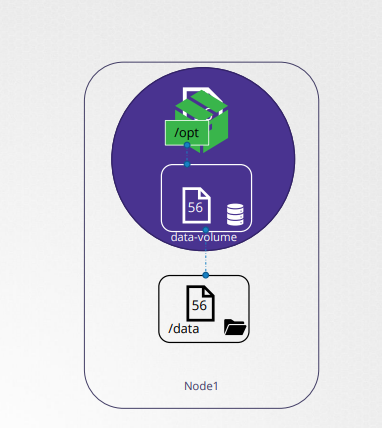 /opt
56
data-volume
56
/data
Node1